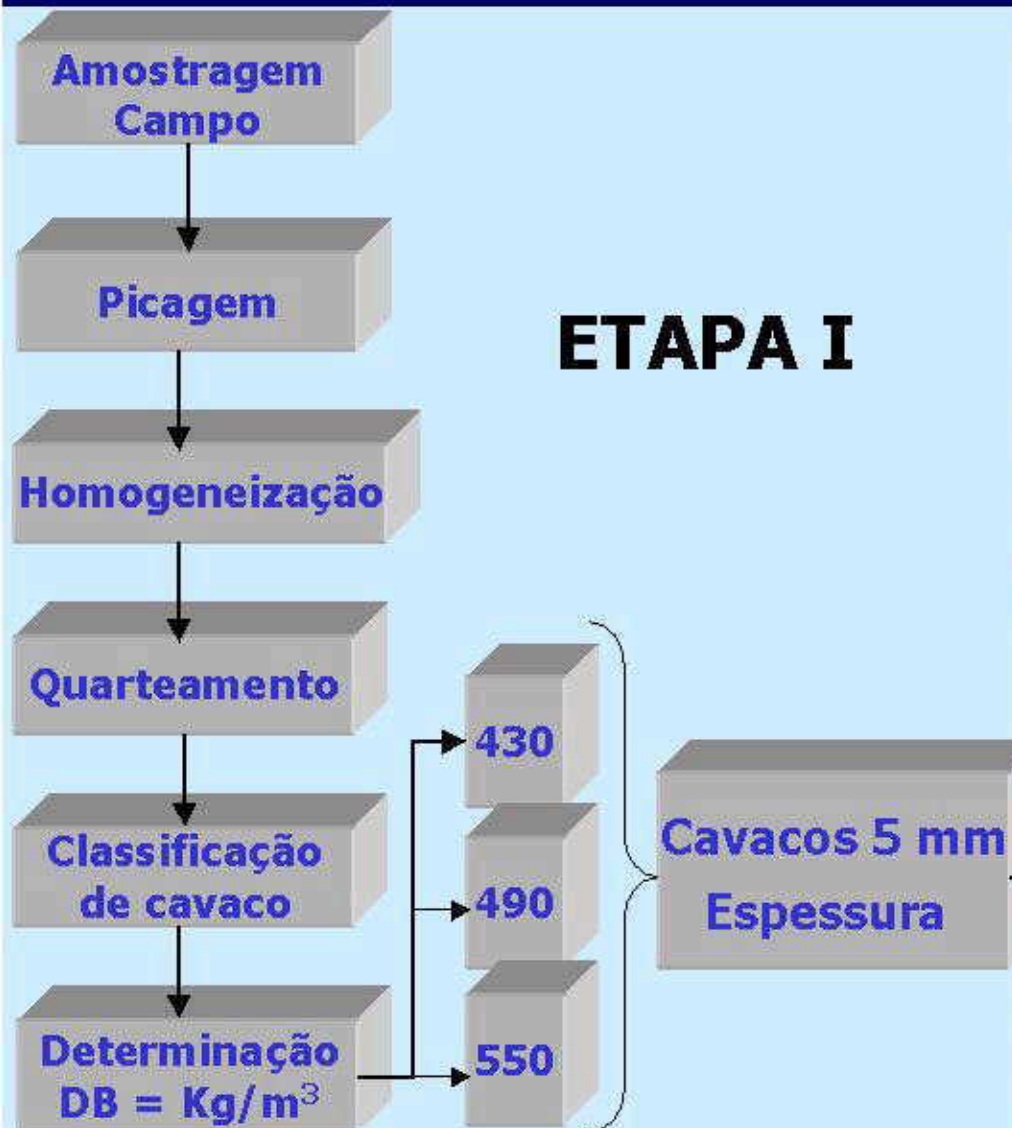 Amostragem
Campo
Picagem
ETAPA I
Homogeneização
Quarteamento
Classificação
de cavaco
Determinação
DB = Kg/m³
430
490
550
Cavacos 5 mm
Espessura